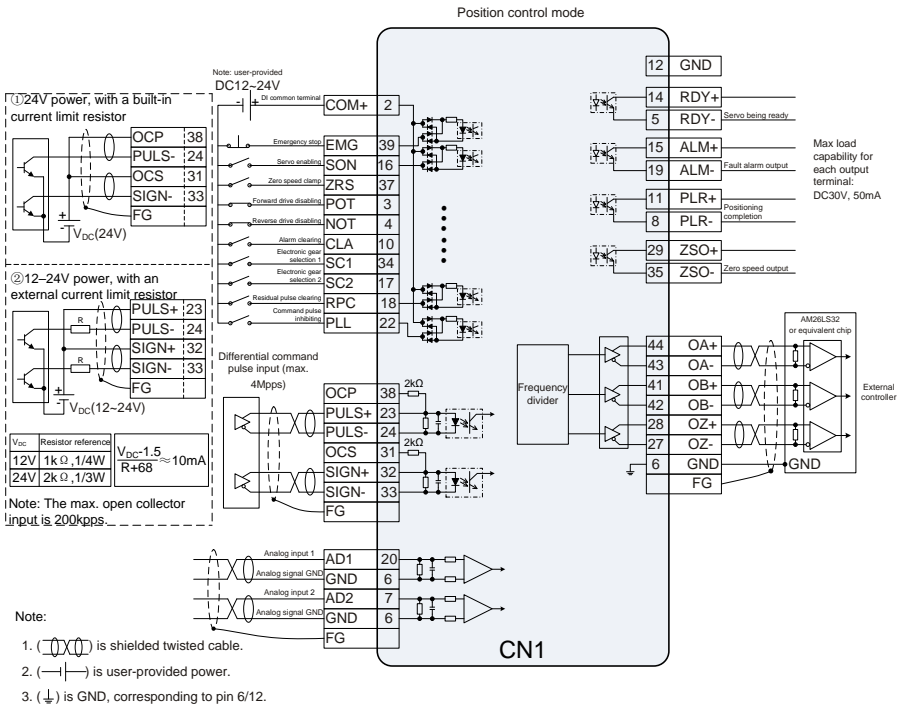 Position control mode
①24V power, with a built-in
current limit resistor
OCP 38
PULS- 24
OCS 31
SIGN- 33
FG
+
VDC(24V)
②12–24V power, with an
external current limit resistor
PULS+ 23
R PULS- 24
SIGN+ 32
R SIGN- 33
FG
+
VDC(12~24V)
VDC Resistor reference
12V 1kΩ,1/4W
24V 2kΩ,1/3W
VDC-1.5
R+68
≈10mA
Note: The max. open collector
input is 200kpps.
Note: user-provided
DC12~24V
- + DI common terminal COM+ 2
Emergency stop EMG 39
Servo enabling SON 16
Zero speed clamp ZRS 37
Forward drive disabling POT 3
Reverse drive disabling NOT 4
Alarm clearing CLA 10
Electronic gear
selection 1 SC1 34
Electronic gear
selection 2 SC2 17
Residual pulse clearing RPC 18
Command pulse
inhibiting PLL 22
Differential command
pulse input (max.
4Mpps)
OCP 38 2kΩ
PULS+ 23
PULS- 24
OCS 31 2kΩ
SIGN+ 32
SIGN- 33
FG
Analog input 1 AD1 20
Analog signal GND GND 6
Analog input 2 AD2 7
Analog signal GND GND 6
FG
CN1
12 GND
14 RDY+
5 RDY- Servo being ready
15 ALM+
19 ALM- Fault alarm output
11 PLR+
8 PLR- Positioning
completion
29 ZSO+
35 ZSO- Zero speed output
Max load
capability for
each output
terminal:
DC30V, 50mA
Frequency
divider
44 OA+
43 OA-
41 OB+
42 OB-
28 OZ+
27 OZ-
6 GND
FG
AM26LS32
or equivalent chip
GND
External
controller
Note:
1. ( ) is shielded twisted cable.
2. ( ) is user-provided power.
3. ( ) is GND, corresponding to pin 6/12.